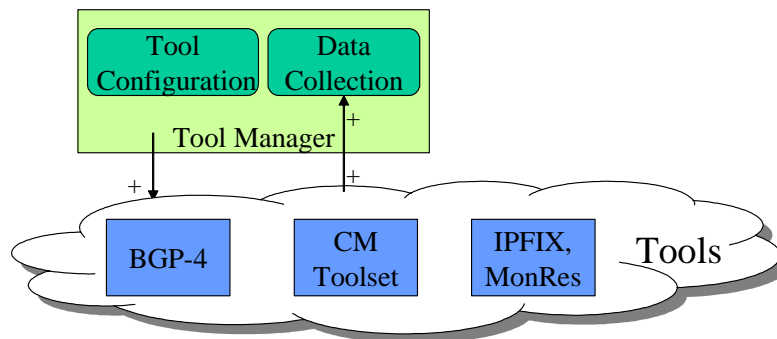 Tool
Configuration
Data
Collection
+
Tool Manager
+
+
BGP-4
CM
Toolset
IPFIX,
MonRes
Tools